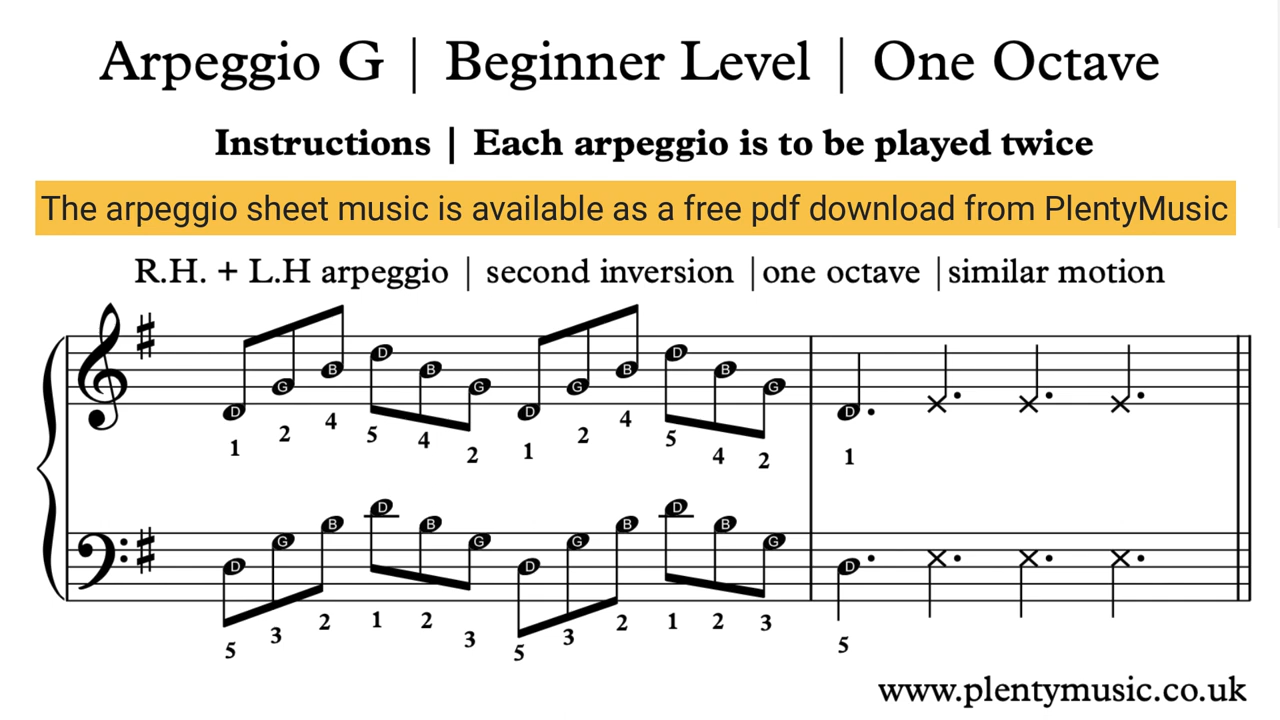 Arpeggio G | Beginner Level | One Octave
Instructions | Each arpeggio is to be played twice
The arpeggio sheet music is available as a free pdf download from PlentyMusic
R.H. + L.H arpeggio | second inversion |one octave |similar motion
D G B D B G D G B D B G D
1 2 4 5 4 2 1 2 4 5 4 2 1
D G B D B G D G B D B G D
5 3 2 1 2 3 5 3 2 1 2 3 5
www.plentymusic.co.uk